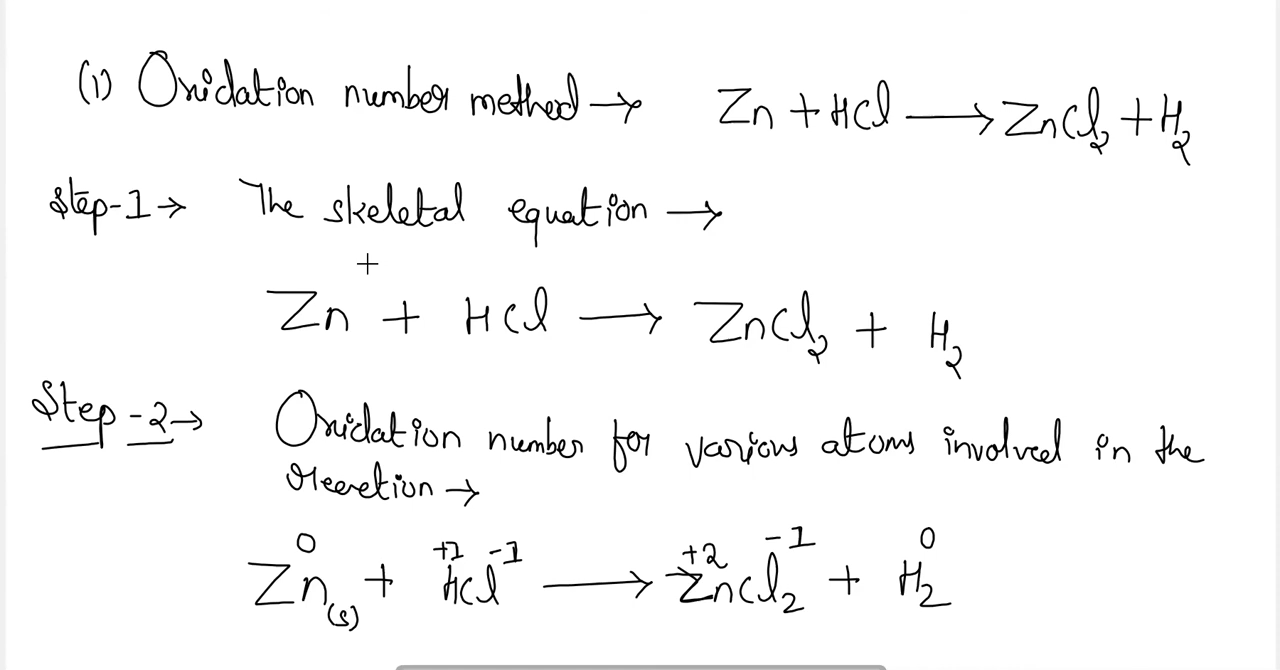 (1) Oxidation number method → Zn + HCl ⟶ ZnCl₂ + H₂
Step-1 → The skeletal equation →
+
Zn + HCl ⟶ ZnCl₂ + H₂
Step-2 → Oxidation number for various atoms involved in the
reaction →
0 +1 -1 +2 -1 0
Zn(s) + HCl ⟶ ZnCl₂ + H₂